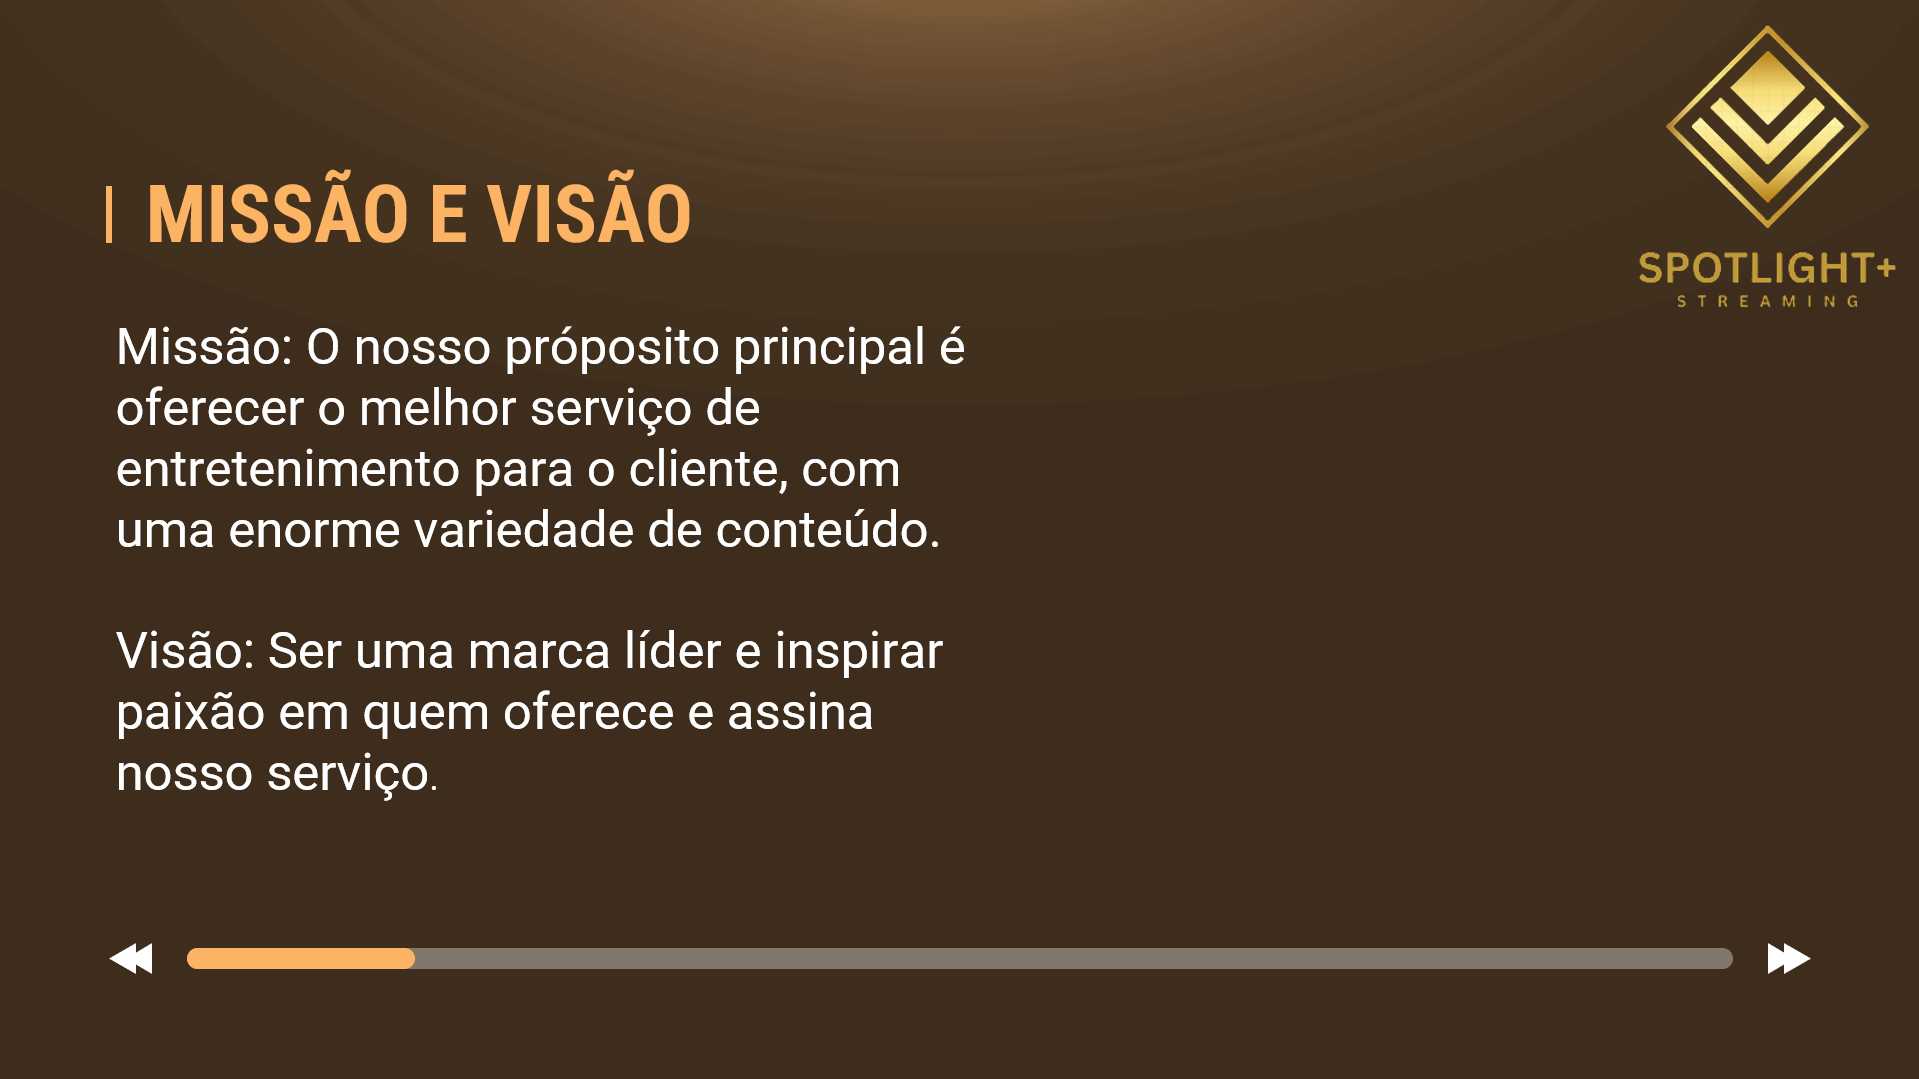 SPOTLIGHT+
STREAMING
MISSÃO E VISÃO
Missão: O nosso próposito principal é
oferecer o melhor serviço de
entretenimento para o cliente, com
uma enorme variedade de conteúdo.
Visão: Ser uma marca líder e inspirar
paixão em quem oferece e assina
nosso serviço.